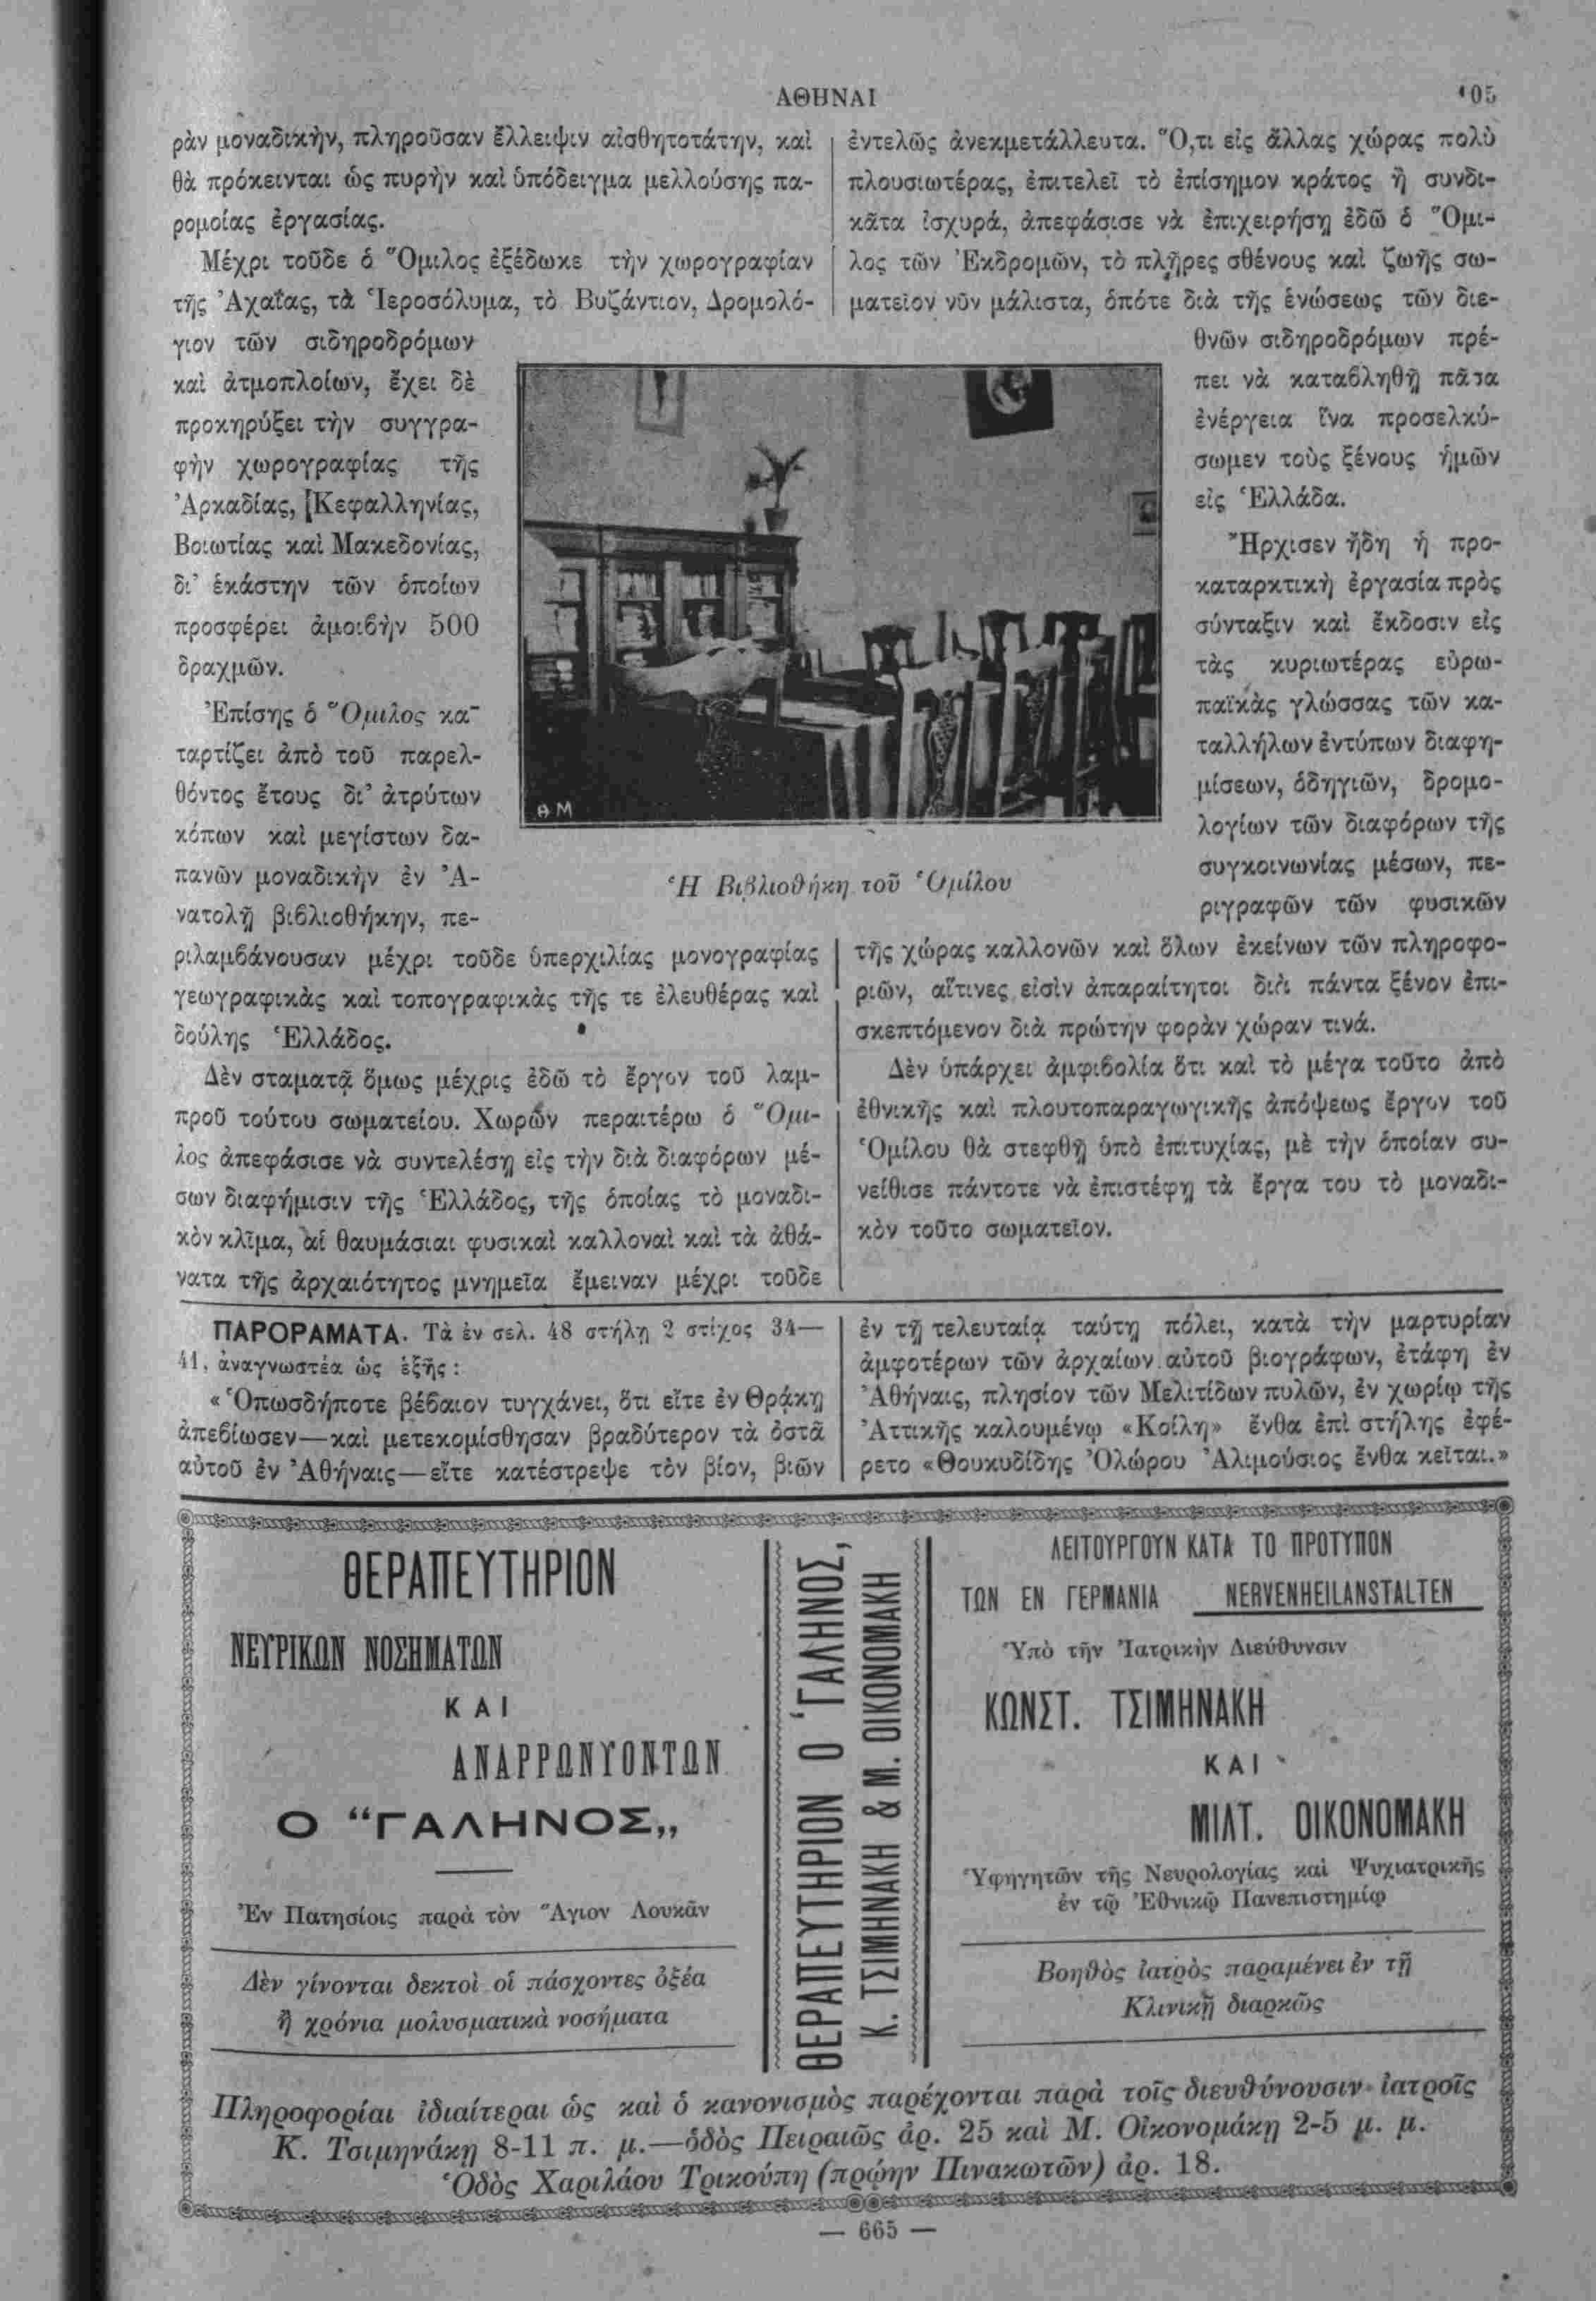 ΑΘΗΝΑΙ
105
ρὰν μοναδικὴν, πληροῦσαν ἔλλειψιν αἰσθητοτάτην, καὶ
θὰ πρόκεινται ὡς πυρὴν καὶ ὑπόδειγμα μελλούσης πα-
ρομοίας ἐργασίας.
Μέχρι τοῦδε ὁ Ὅμιλος ἐξέδωκε τὴν χωρογραφίαν
τῆς Ἀχαΐας, τὰ Ἱεροσόλυμα, τὸ Βυζάντιον, Δρομολό-
γιον τῶν σιδηροδρόμων
καὶ ἀτμοπλοίων, ἔχει δὲ
προκηρύξει τὴν συγγρα-
φὴν χωρογραφίας τῆς
Ἀρκαδίας, [Κεφαλληνίας,
Βοιωτίας καὶ Μακεδονίας,
δι' ἑκάστην τῶν ὁποίων
προσφέρει ἀμοιβὴν 500
δραχμῶν.
Ἐπίσης ὁ Ὅμιλος κα-
ταρτίζει ἀπὸ τοῦ παρελ-
θόντος ἔτους δι' ἀτρύτων
κόπων καὶ μεγίστων δα-
πανῶν μοναδικὴν ἐν Ἀ-
νατολῇ βιβλιοθήκην, πε-
ριλαμβάνουσαν μέχρι τοῦδε ὑπερχιλίας μονογραφίας
γεωγραφικὰς καὶ τοπογραφικὰς τῆς τε ἐλευθέρας καὶ
δούλης Ἑλλάδος.
Δὲν σταματᾷ ὅμως μέχρις ἐδῶ τὸ ἔργον τοῦ λαμ-
προῦ τούτου σωματείου. Χωρῶν περαιτέρω ὁ Ὅμι-
λος ἀπεφάσισε νὰ συντελέσῃ εἰς τὴν διὰ διαφόρων μέ-
σων διαφήμισιν τῆς Ἑλλάδος, τῆς ὁποίας τὸ μοναδι-
κὸν κλῖμα, αἱ θαυμάσιαι φυσικαὶ καλλοναὶ καὶ τὰ ἀθά-
νατα τῆς ἀρχαιότητος μνημεῖα ἔμειναν μέχρι τοῦδε
ΘΜ
Ἡ Βιβλιοθήκη τοῦ Ὁμίλου
ἐντελῶς ἀνεκμετάλλευτα. Ὅ,τι εἰς ἄλλας χώρας πολὺ
πλουσιωτέρας, ἐπιτελεῖ τὸ ἐπίσημον κράτος ἢ συνδι-
κᾶτα ἰσχυρά, ἀπεφάσισε νὰ ἐπιχειρήσῃ ἐδῶ ὁ Ὅμι-
λος τῶν Ἐκδρομῶν, τὸ πλῆρες σθένους καὶ ζωῆς σω-
ματεῖον νῦν μάλιστα, ὁπότε διὰ τῆς ἑνώσεως τῶν διε-
θνῶν σιδηροδρόμων πρέ-
πει νὰ καταβληθῇ πᾶσα
ἐνέργεια ἵνα προσελκύ-
σωμεν τοὺς ξένους ἡμῶν
εἰς Ἑλλάδα.
Ἤρχισεν ἤδη ἡ προ-
καταρκτικὴ ἐργασία πρὸς
σύνταξιν καὶ ἔκδοσιν εἰς
τὰς κυριωτέρας εὐρω-
παϊκὰς γλώσσας τῶν κα-
ταλλήλων ἐντύπων διαφη-
μίσεων, ὁδηγιῶν, δρομο-
λογίων τῶν διαφόρων τῆς
συγκοινωνίας μέσων, πε-
ριγραφῶν τῶν φυσικῶν
τῆς χώρας καλλονῶν καὶ ὅλων ἐκείνων τῶν πληροφο-
ριῶν, αἵτινες εἰσὶν ἀπαραίτητοι διὰ πάντα ξένον ἐπι-
σκεπτόμενον διὰ πρώτην φορὰν χώραν τινά.
Δὲν ὑπάρχει ἀμφιβολία ὅτι καὶ τὸ μέγα τοῦτο ἀπὸ
ἐθνικῆς καὶ πλουτοπαραγωγικῆς ἀπόψεως ἔργον τοῦ
Ὁμίλου θὰ στεφθῇ ὑπὸ ἐπιτυχίας, μὲ τὴν ὁποίαν συ-
νείθισε πάντοτε νὰ ἐπιστέφῃ τὰ ἔργα του τὸ μοναδι-
κὸν τοῦτο σωματεῖον.
ΠΑΡΟΡΑΜΑΤΑ. Τὰ ἐν σελ. 48 στήλῃ 2 στίχος 34—
41, ἀναγνωστέα ὡς ἑξῆς :
« Ὁπωσδήποτε βέβαιον τυγχάνει, ὅτι εἴτε ἐν Θράκῃ
ἀπεβίωσεν—καὶ μετεκομίσθησαν βραδύτερον τὰ ὀστᾶ
αὐτοῦ ἐν Ἀθήναις—εἴτε κατέστρεψε τὸν βίον, βιῶν
ἐν τῇ τελευταίᾳ ταύτῃ πόλει, κατὰ τὴν μαρτυρίαν
ἀμφοτέρων τῶν ἀρχαίων αὐτοῦ βιογράφων, ἐτάφη ἐν
Ἀθήναις, πλησίον τῶν Μελιτίδων πυλῶν, ἐν χωρίῳ τῆς
Ἀττικῆς καλουμένῳ «Κοίλη» ἔνθα ἐπὶ στήλης ἐφέ-
ρετο «Θουκυδίδης Ὀλώρου Ἀλιμούσιος ἔνθα κεῖται.»
ΘΕΡΑΠΕΥΤΗΡΙΟΝ
ΝΕΥΡΙΚΩΝ ΝΟΣΗΜΑΤΩΝ
ΚΑΙ
ΑΝΑΡΡΩΝΥΟΝΤΩΝ
Ο “ΓΑΛΗΝΟΣ„
Ἐν Πατησίοις παρὰ τὸν Ἅγιον Λουκᾶν
Δὲν γίνονται δεκτοὶ οἱ πάσχοντες ὀξέα
ἢ χρόνια μολυσματικὰ νοσήματα
ΘΕΡΑΠΕΥΤΗΡΙΟΝ Ο ‘ΓΑΛΗΝΟΣ,
Κ. ΤΣΙΜΗΝΑΚΗ & Μ. ΟΙΚΟΝΟΜΑΚΗ
ΛΕΙΤΟΥΡΓΟΥΝ ΚΑΤΑ ΤΟ ΠΡΟΤΥΠΟΝ
ΤΩΝ ΕΝ ΓΕΡΜΑΝΙΑ NERVENHEILANSTALTEN
Ὑπὸ τὴν Ἰατρικὴν Διεύθυνσιν
ΚΩΝΣΤ. ΤΣΙΜΗΝΑΚΗ
ΚΑΙ
ΜΙΛΤ. ΟΙΚΟΝΟΜΑΚΗ
Ὑφηγητῶν τῆς Νευρολογίας καὶ Ψυχιατρικῆς
ἐν τῷ Ἐθνικῷ Πανεπιστημίῳ
Βοηθὸς ἰατρὸς παραμένει ἐν τῇ
Κλινικῇ διαρκῶς
Πληροφορίαι ἰδιαίτεραι ὡς καὶ ὁ κανονισμὸς παρέχονται παρὰ τοῖς διευθύνουσιν ἰατροῖς
Κ. Τσιμηνάκῃ 8-11 π. μ.—ὁδὸς Πειραιῶς ἀρ. 25 καὶ Μ. Οἰκονομάκῃ 2-5 μ. μ.
Ὁδὸς Χαριλάου Τρικούπη (πρῴην Πινακωτῶν) ἀρ. 18.
— 665 —